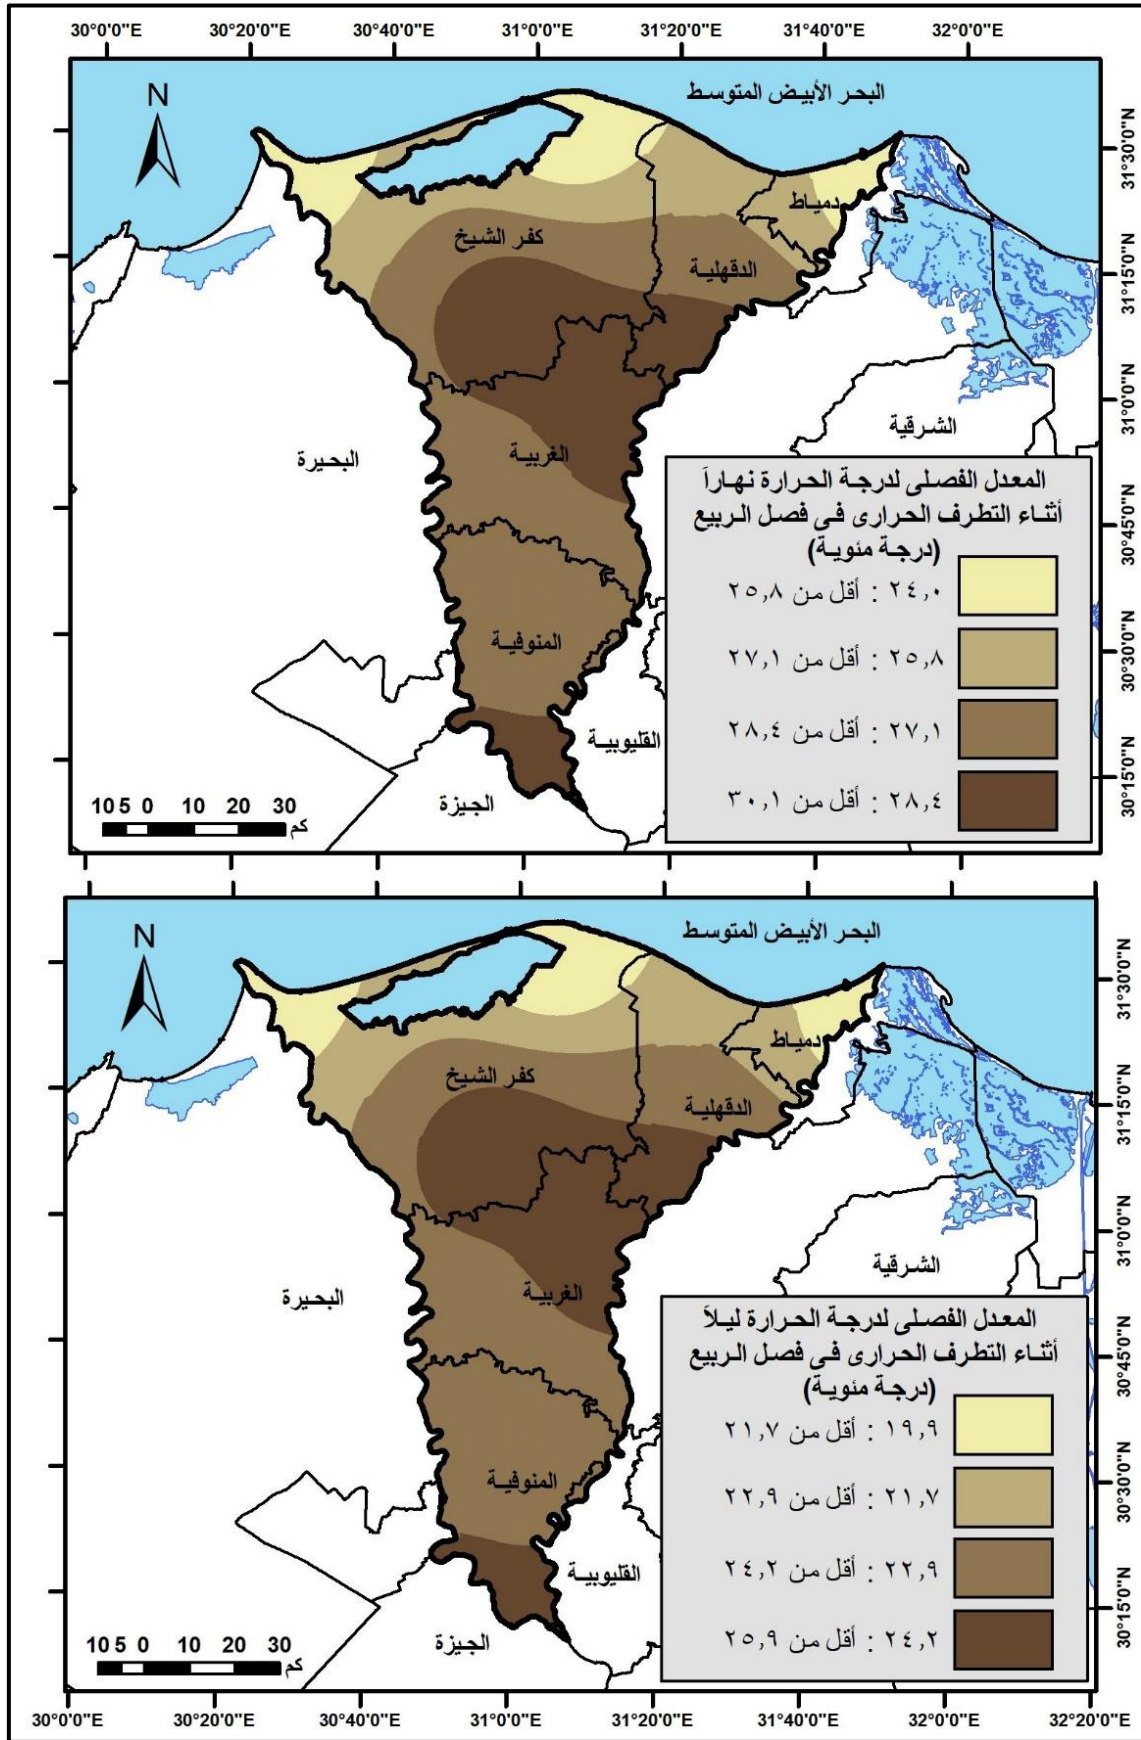 30°0'0"E 30°20'0"E 30°40'0"E 31°0'0"E 31°20'0"E 31°40'0"E 32°0'0"E
البحر الأبيض المتوسط
N
31°30'0"N
دمياط
كفر الشيخ
الدقهلية
31°15'0"N
31°0'0"N
الشرقية
الغربية
البحيرة
المعدل الفصلى لدرجة الحرارة نهاراً
أثناء التطرف الحرارى فى فصل الربيع
(درجة مئوية)
٢٤,٠ : أقل من ٢٥,٨
٢٥,٨ : أقل من ٢٧,١
٢٧,١ : أقل من ٢٨,٤
٢٨,٤ : أقل من ٣٠,١
30°45'0"N
المنوفية
30°30'0"N
القليوبية
30°15'0"N
الجيزة
10 5 0 10 20 30
كم
البحر الأبيض المتوسط
N
31°30'0"N
دمياط
كفر الشيخ
الدقهلية
31°15'0"N
31°0'0"N
الشرقية
الغربية
البحيرة
المعدل الفصلى لدرجة الحرارة ليلاً
أثناء التطرف الحرارى فى فصل الربيع
(درجة مئوية)
١٩,٩ : أقل من ٢١,٧
٢١,٧ : أقل من ٢٢,٩
٢٢,٩ : أقل من ٢٤,٢
٢٤,٢ : أقل من ٢٥,٩
30°45'0"N
المنوفية
30°30'0"N
القليوبية
30°15'0"N
الجيزة
10 5 0 10 20 30
كم
30°0'0"E 30°20'0"E 30°40'0"E 31°0'0"E 31°20'0"E 31°40'0"E 32°0'0"E 32°20'0"E